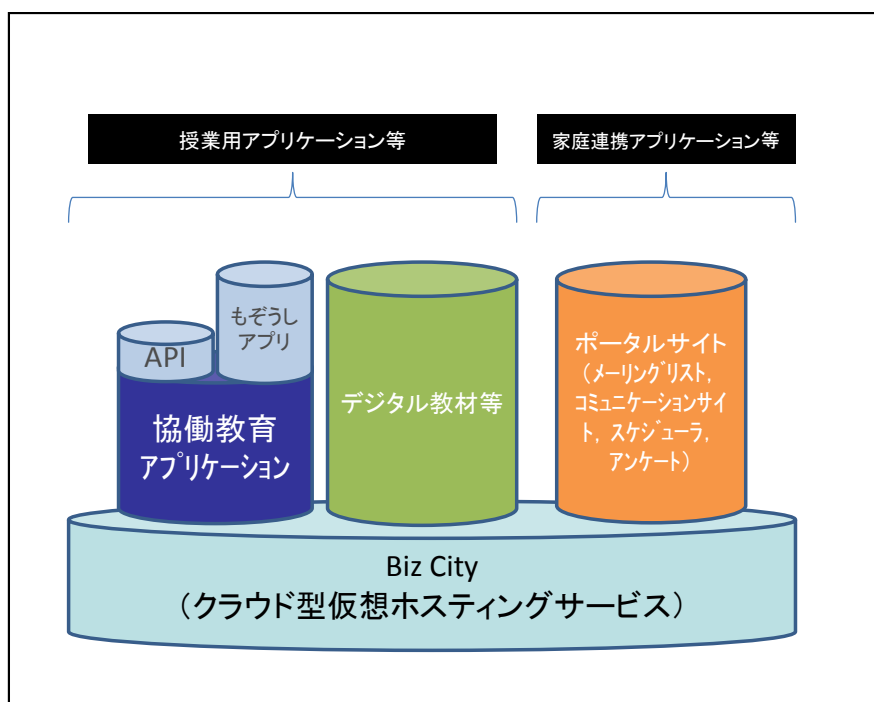 授業用アプリケーション等
家庭連携アプリケーション等
もぞうし
アプリ
API
協働教育
アプリケーション
デジタル教材等
ポータルサイト
（メーリングリスト,
コミュニケーションサイ
ト, スケジューラ,
アンケート）
Biz City
（クラウド型仮想ホスティングサービス）